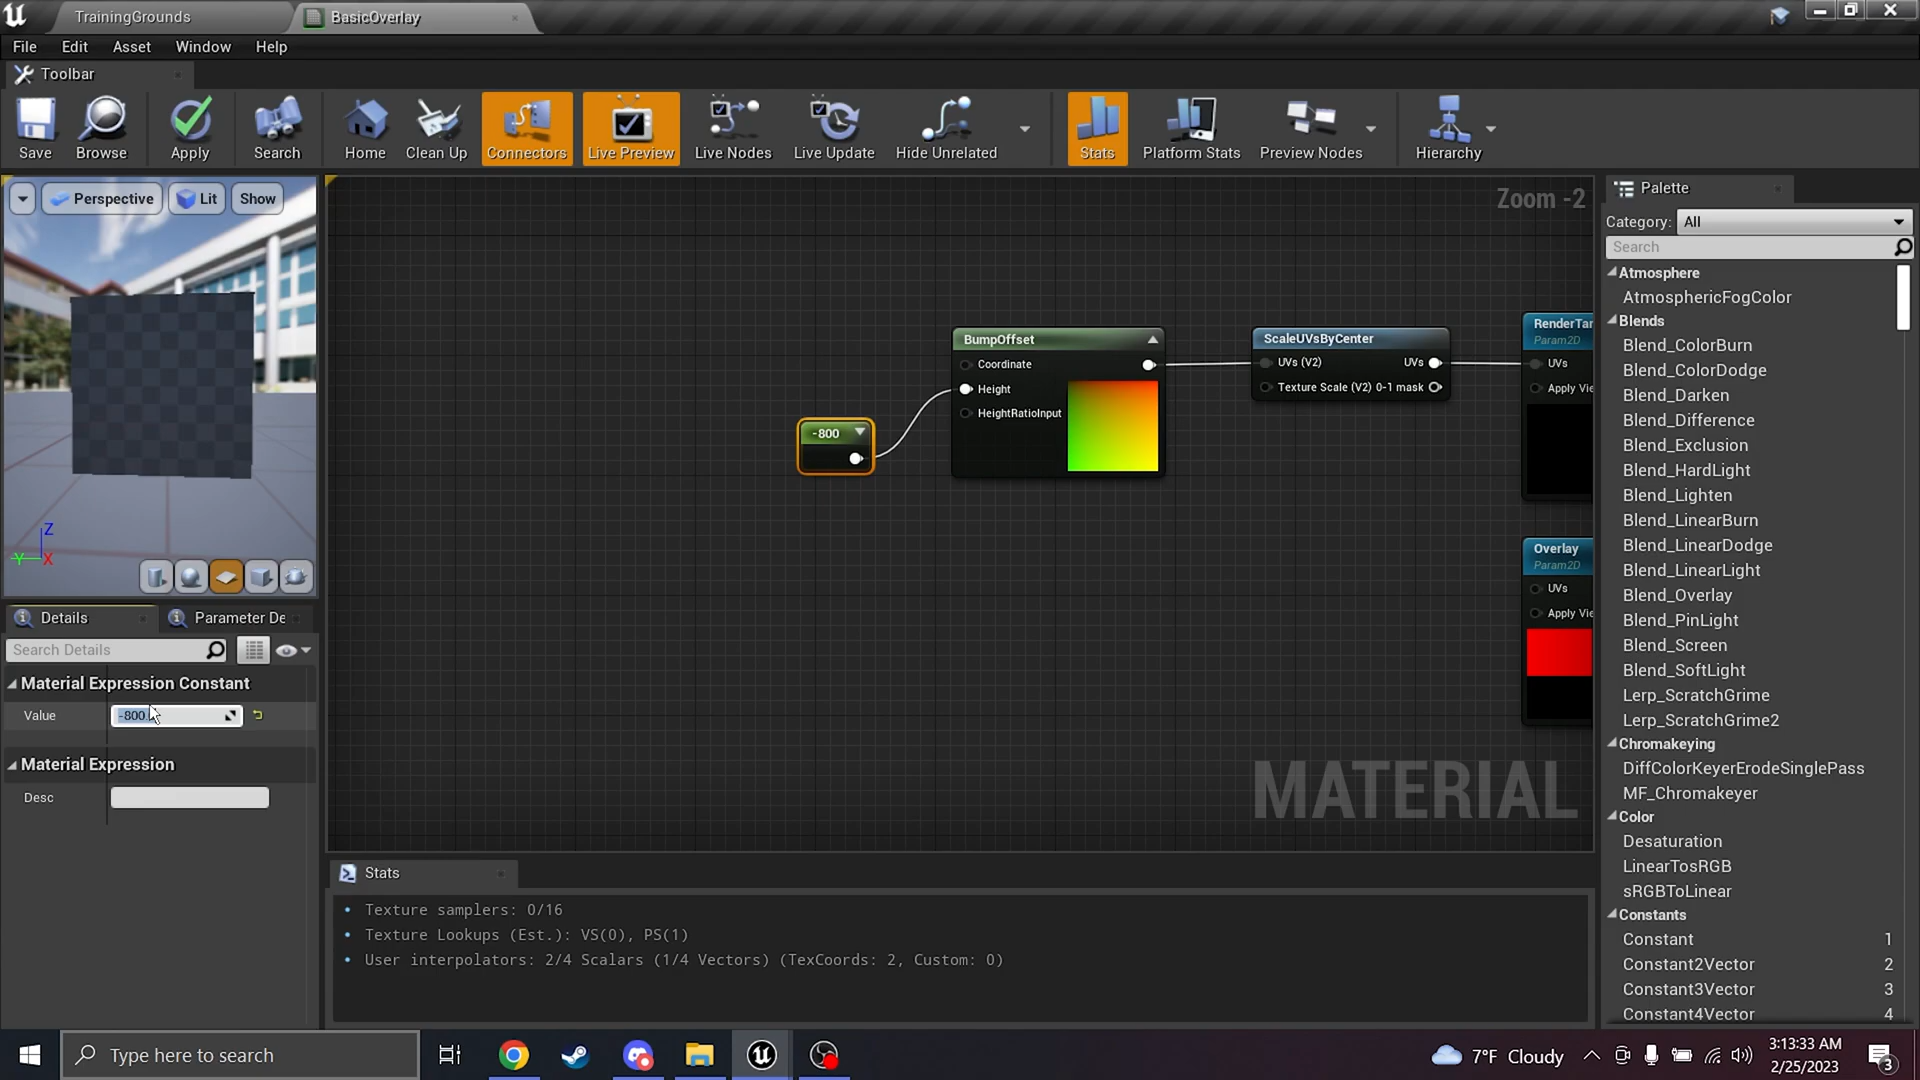 TrainingGrounds
BasicOverlay
File
Edit
Asset
Window
Help
Toolbar
Save
Browse
Apply
Search
Home
Clean Up
Connectors
Live Preview
Live Nodes
Live Update
Hide Unrelated
Stats
Platform Stats
Preview Nodes
Hierarchy
Perspective
Lit
Show
Z
Y
X
Zoom -2
BumpOffset
Coordinate
Height
HeightRatioInput
-800
ScaleUVsByCenter
UVs (V2)
UVs
Texture Scale (V2) 0-1 mask
RenderTar
Param2D
UVs
Apply Vie
Overlay
Param2D
UVs
Apply Vie
MATERIAL
Details
Parameter De
Search Details
Material Expression Constant
Value
-800.
Material Expression
Desc
Stats
Texture samplers: 0/16
Texture Lookups (Est.): VS(0), PS(1)
User interpolators: 2/4 Scalars (1/4 Vectors) (TexCoords: 2, Custom: 0)
Palette
Category:
All
Search
Atmosphere
AtmosphericFogColor
Blends
Blend_ColorBurn
Blend_ColorDodge
Blend_Darken
Blend_Difference
Blend_Exclusion
Blend_HardLight
Blend_Lighten
Blend_LinearBurn
Blend_LinearDodge
Blend_LinearLight
Blend_Overlay
Blend_PinLight
Blend_Screen
Blend_SoftLight
Lerp_ScratchGrime
Lerp_ScratchGrime2
Chromakeying
DiffColorKeyerErodeSinglePass
MF_Chromakeyer
Color
Desaturation
LinearTosRGB
sRGBToLinear
Constants
Constant 1
Constant2Vector 2
Constant3Vector 3
Constant4Vector 4
Type here to search
7°F Cloudy
3:13:33 AM
2/25/2023
3